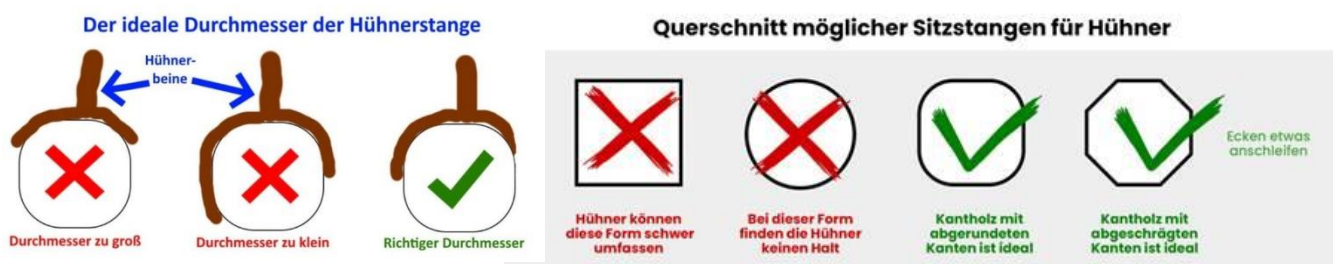 Der ideale Durchmesser der Hühnerstange
Hühner-
beine
Durchmesser zu groß
Durchmesser zu klein
Richtiger Durchmesser
Querschnitt möglicher Sitzstangen für Hühner
Ecken etwas
anschleifen
Hühner können
diese Form schwer
umfassen
Bei dieser Form
finden die Hühner
keinen Halt
Kantholz mit
abgerundeten
Kanten ist ideal
Kantholz mit
abgeschrägten
Kanten ist ideal